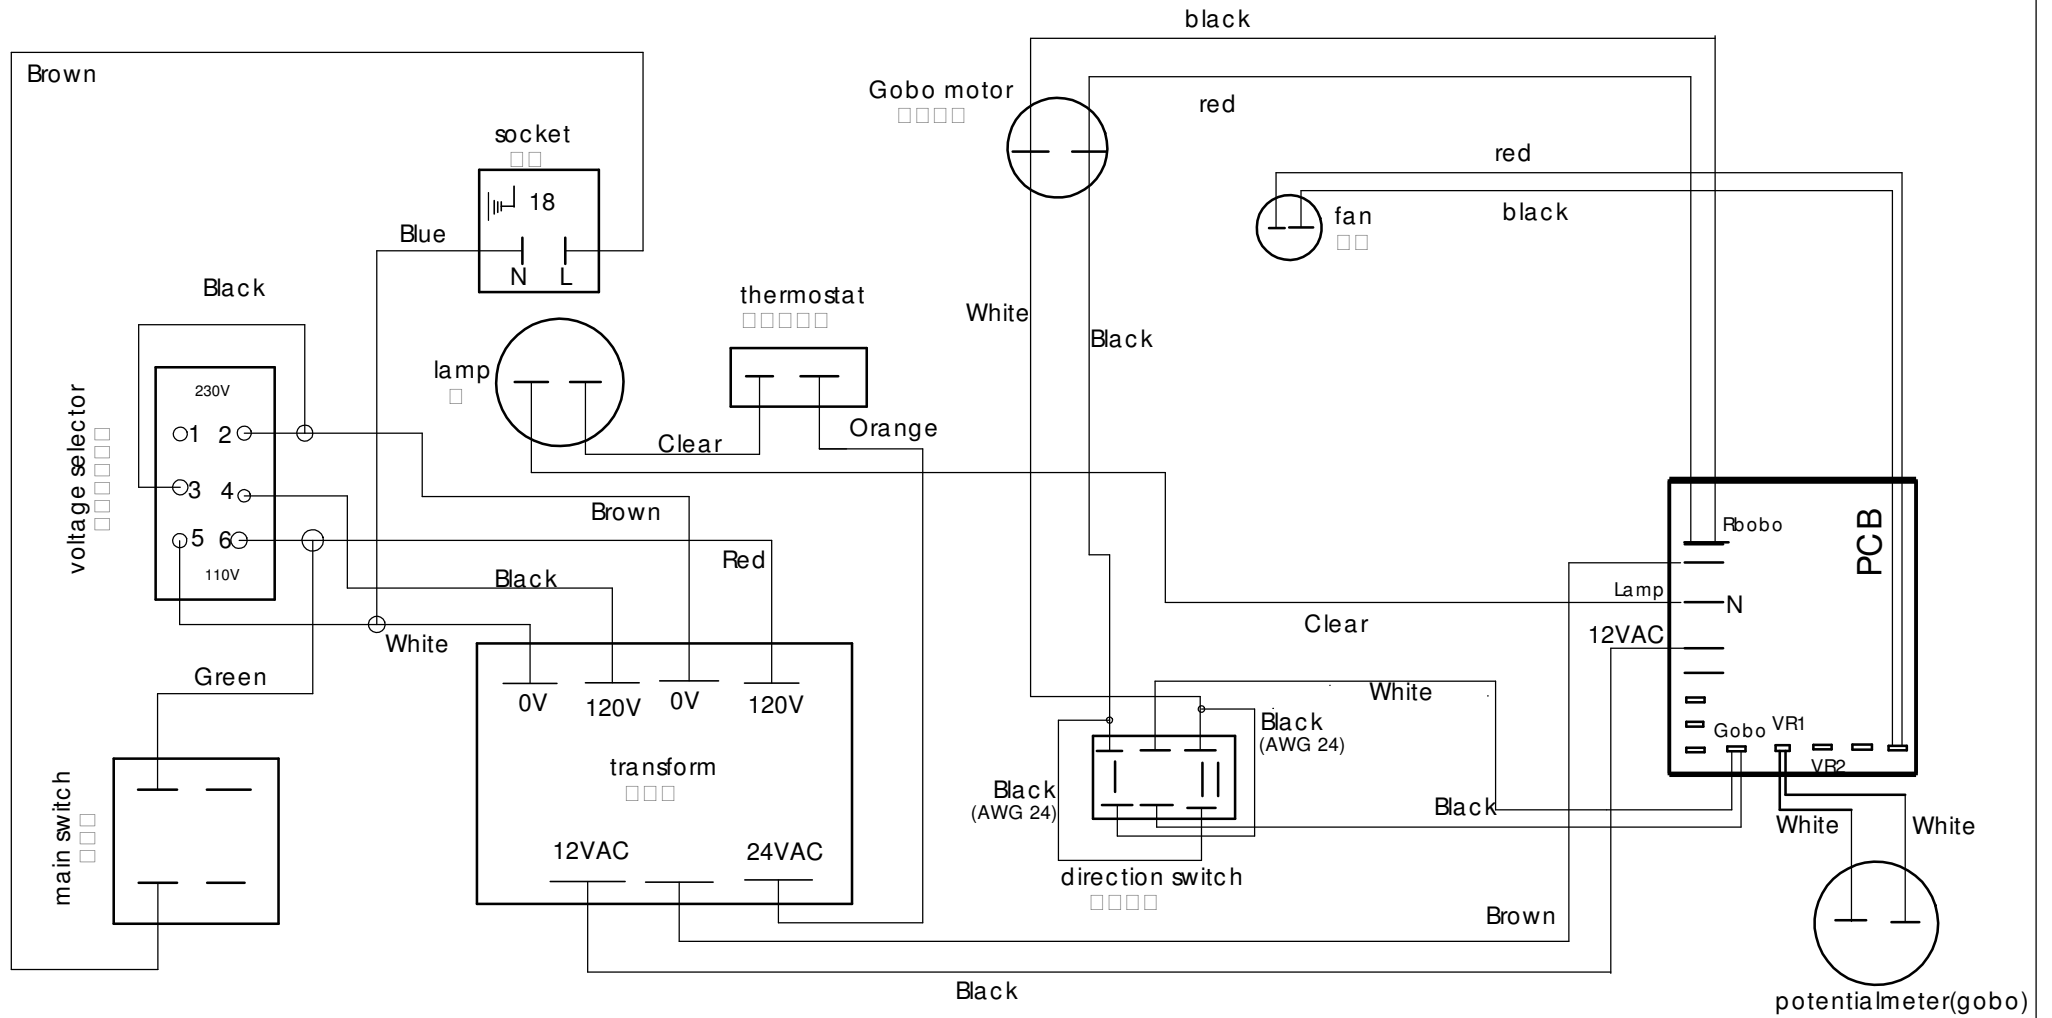 black
Brown
Gobo motor
red
socket
red
18
black
fan
Blue
N L
Black
thermostat
White
Black
lamp
230V
voltage selector
1 2
Orange
Clear
3 4
Brown
PCB
Rbobo
5 6
Red
110V
Black
Lamp
N
Clear
12VAC
White
Green
0V
120V
0V
120V
White
Black
(AWG 24)
Gobo
VR1
VR2
transform
main switch
Black
(AWG 24)
Black
White
White
12VAC
24VAC
direction switch
Brown
Black
potentialmeter(gobo)